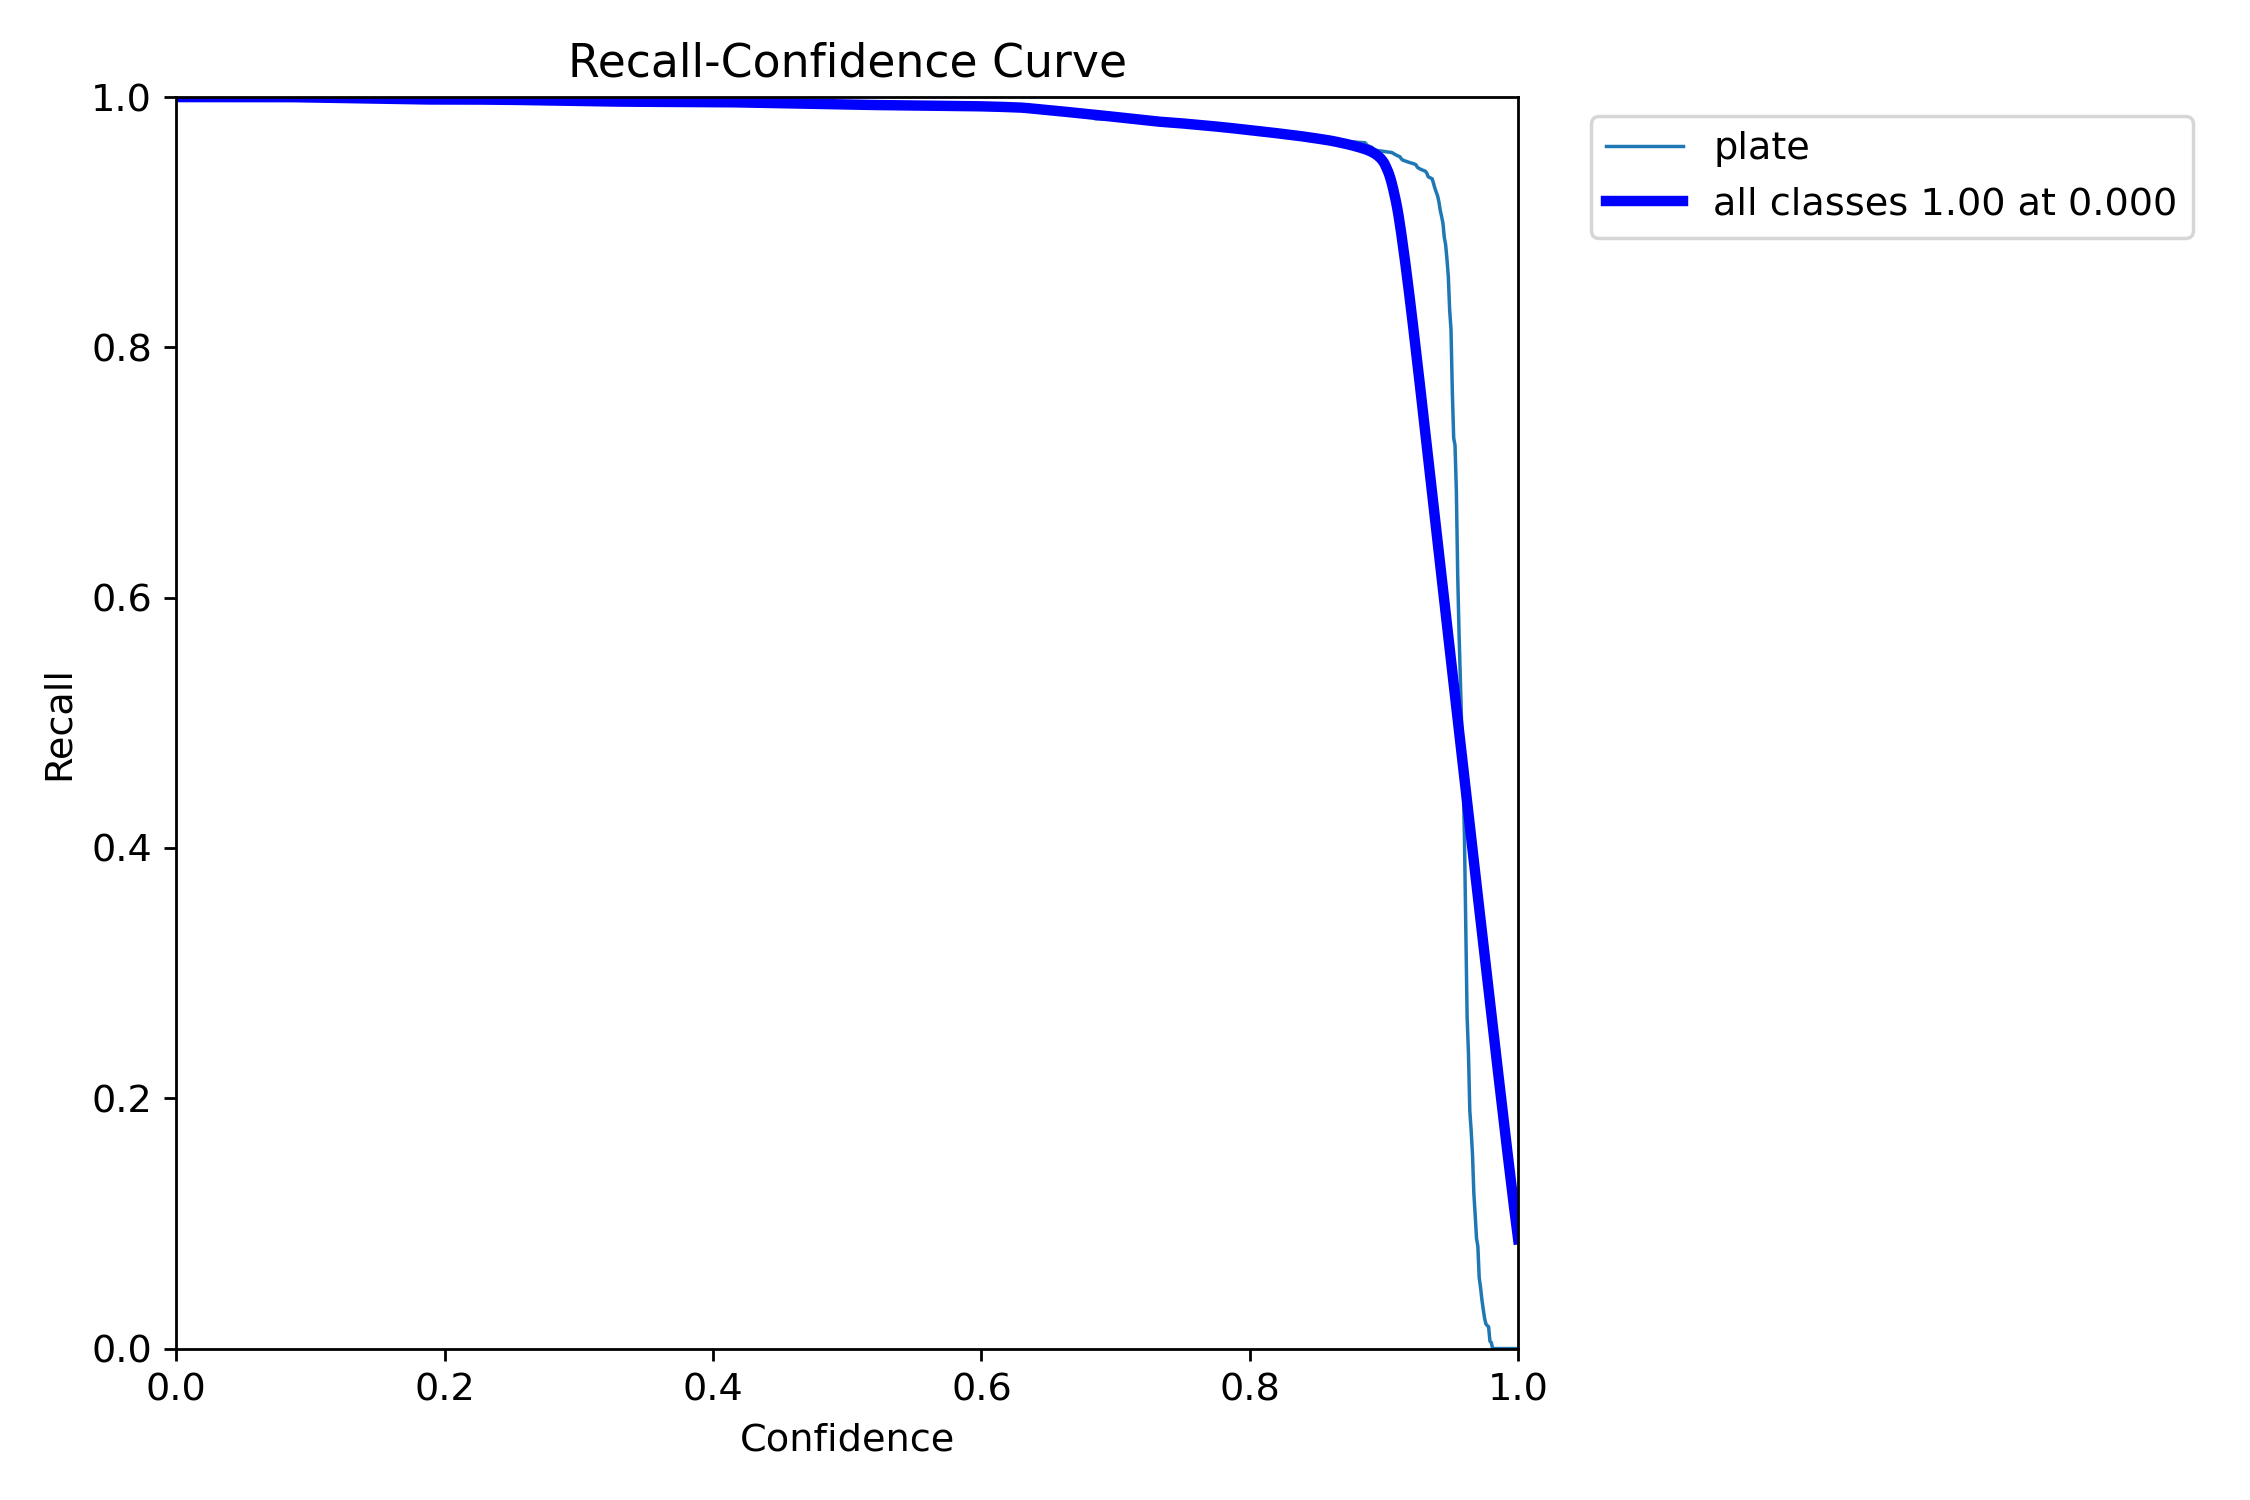 Recall-Confidence Curve
1.0
0.8
0.6
0.4
0.2
0.0
Recall
0.0 0.2 0.4 0.6 0.8 1.0
Confidence
plate
all classes 1.00 at 0.000